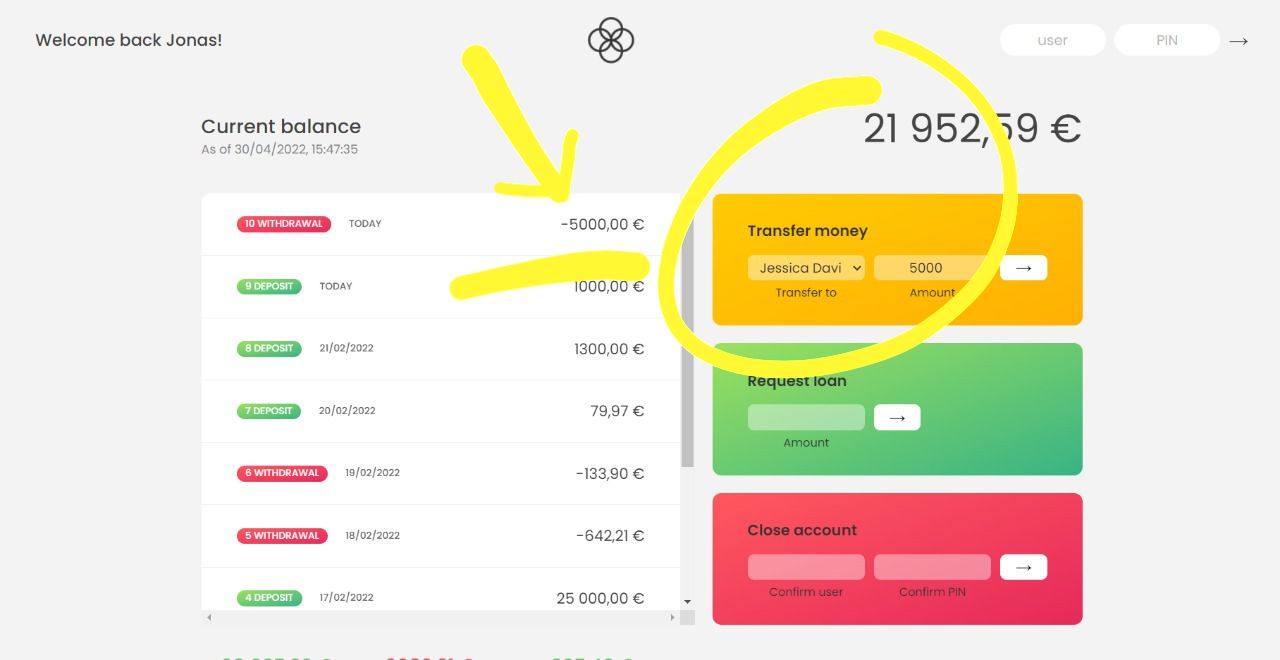 Welcome back Jonas!
user
PIN
→
Current balance
As of 30/04/2022, 15:47:35
21 952,59 €
10 WITHDRAWAL TODAY -5000,00 €
9 DEPOSIT TODAY 1000,00 €
8 DEPOSIT 21/02/2022 1300,00 €
7 DEPOSIT 20/02/2022 79,97 €
6 WITHDRAWAL 19/02/2022 -133,90 €
5 WITHDRAWAL 18/02/2022 -642,21 €
4 DEPOSIT 17/02/2022 25 000,00 €
Transfer money
Jessica Davi 5000 →
Transfer to Amount
Request loan
→
Amount
Close account
→
Confirm user Confirm PIN